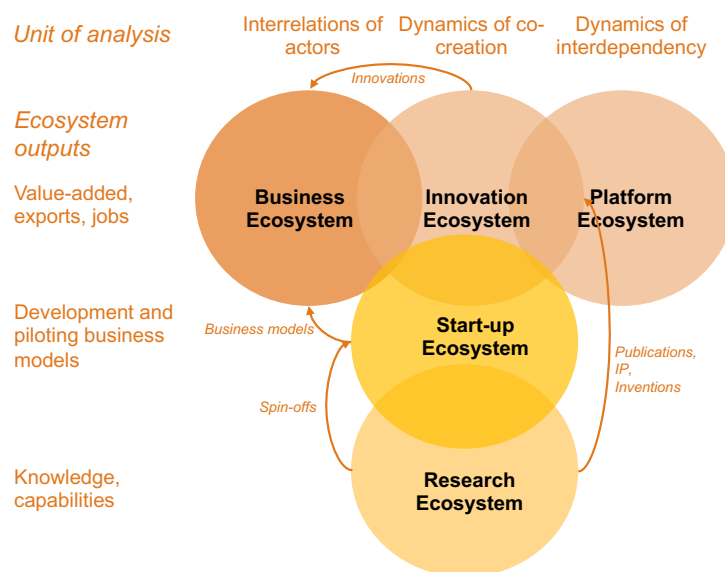 Unit of analysis
Interrelations of
actors
Dynamics of co-
creation
Dynamics of
interdependency
Innovations
Ecosystem
outputs
Value-added,
exports, jobs
Business
Ecosystem
Innovation
Ecosystem
Platform
Ecosystem
Development and
piloting business
models
Business models
Start-up
Ecosystem
Publications,
IP,
Inventions
Spin-offs
Knowledge,
capabilities
Research
Ecosystem